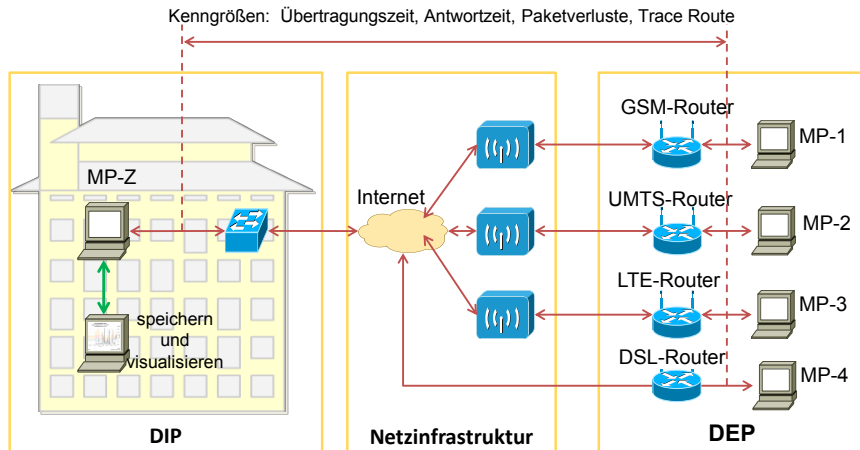 Kenngrößen: Übertragungszeit, Antwortzeit, Paketverluste, Trace Route
GSM-Router
MP-1
MP-Z
Internet
UMTS-Router
MP-2
LTE-Router
MP-3
speichern
und
visualisieren
DSL-Router
MP-4
DIP
Netzinfrastruktur
DEP